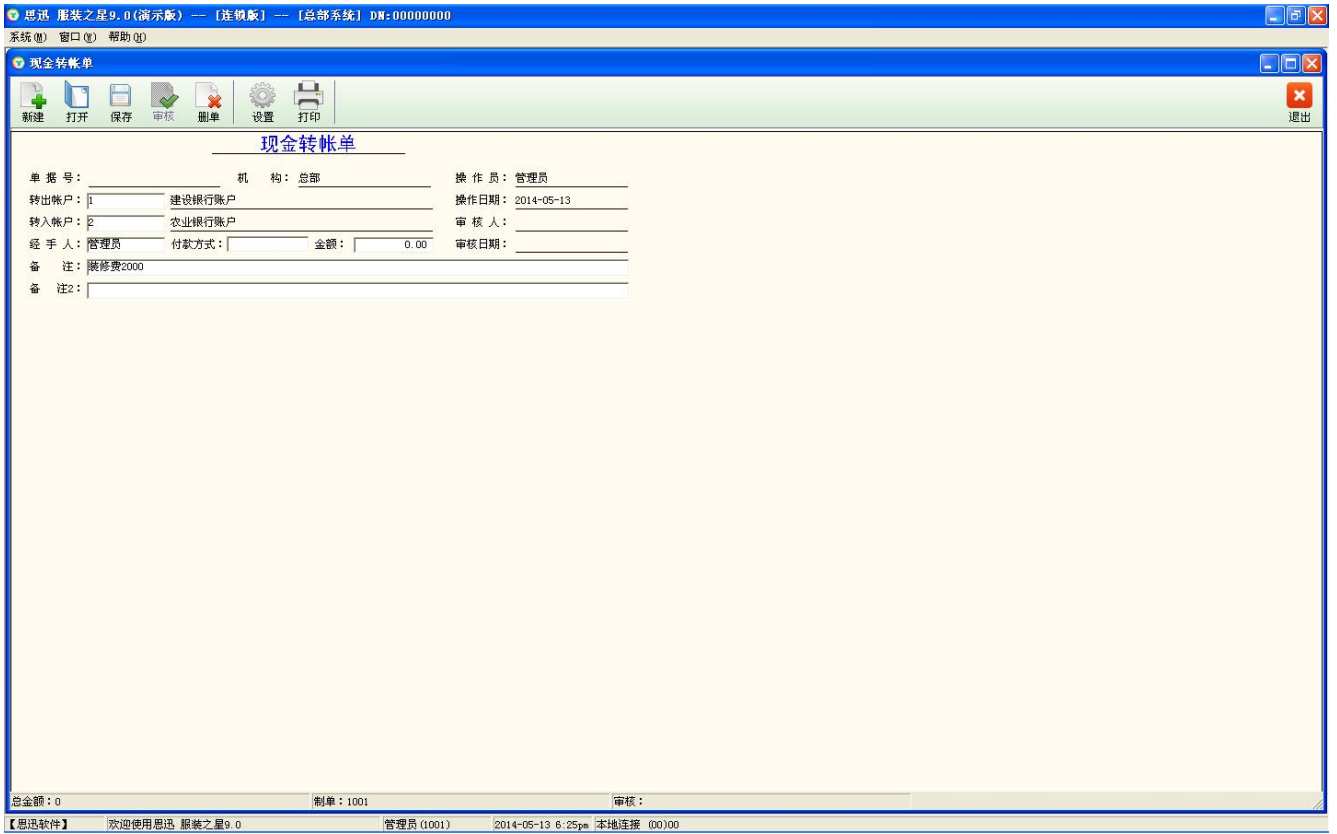 思迅 服装之星9.0(演示版) -- [连锁版] -- [总部系统] DN:00000000
系统(M) 窗口(Y) 帮助(H)
现金转帐单
新建 打开 保存 审核 删单 设置 打印 退出
现金转帐单
单 据 号: 机 构: 总部 操 作 员: 管理员
转出帐户: 1 建设银行账户 操作日期: 2014-05-13
转入帐户: 2 农业银行账户 审 核 人:
经 手 人: 管理员 付款方式: 金额: 0.00 审核日期:
备 注: 装修费2000
备 注2:
总金额:0 制单:1001 审核:
【思迅软件】 欢迎使用思迅 服装之星9.0 管理员(1001) 2014-05-13 6:25pm 本地连接 (00)00